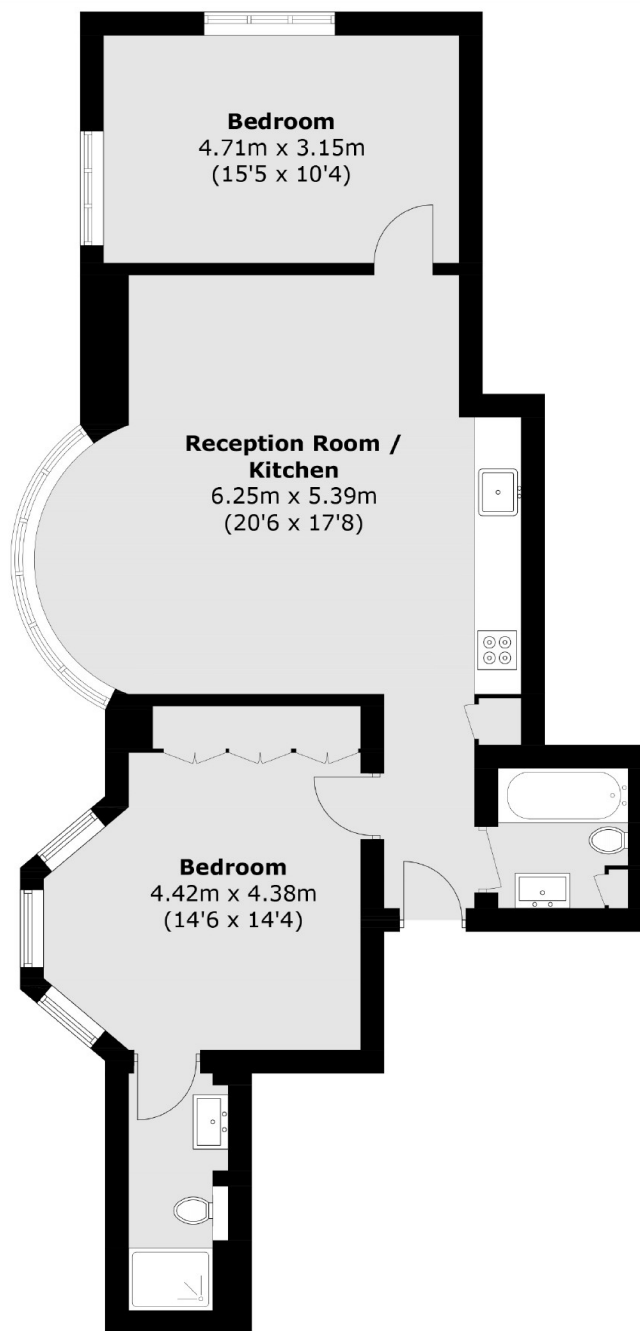 Bedroom
4.71m x 3.15m
(15'5 x 10'4)
Reception Room /
Kitchen
6.25m x 5.39m
(20'6 x 17'8)
Bedroom
4.42m x 4.38m
(14'6 x 14'4)